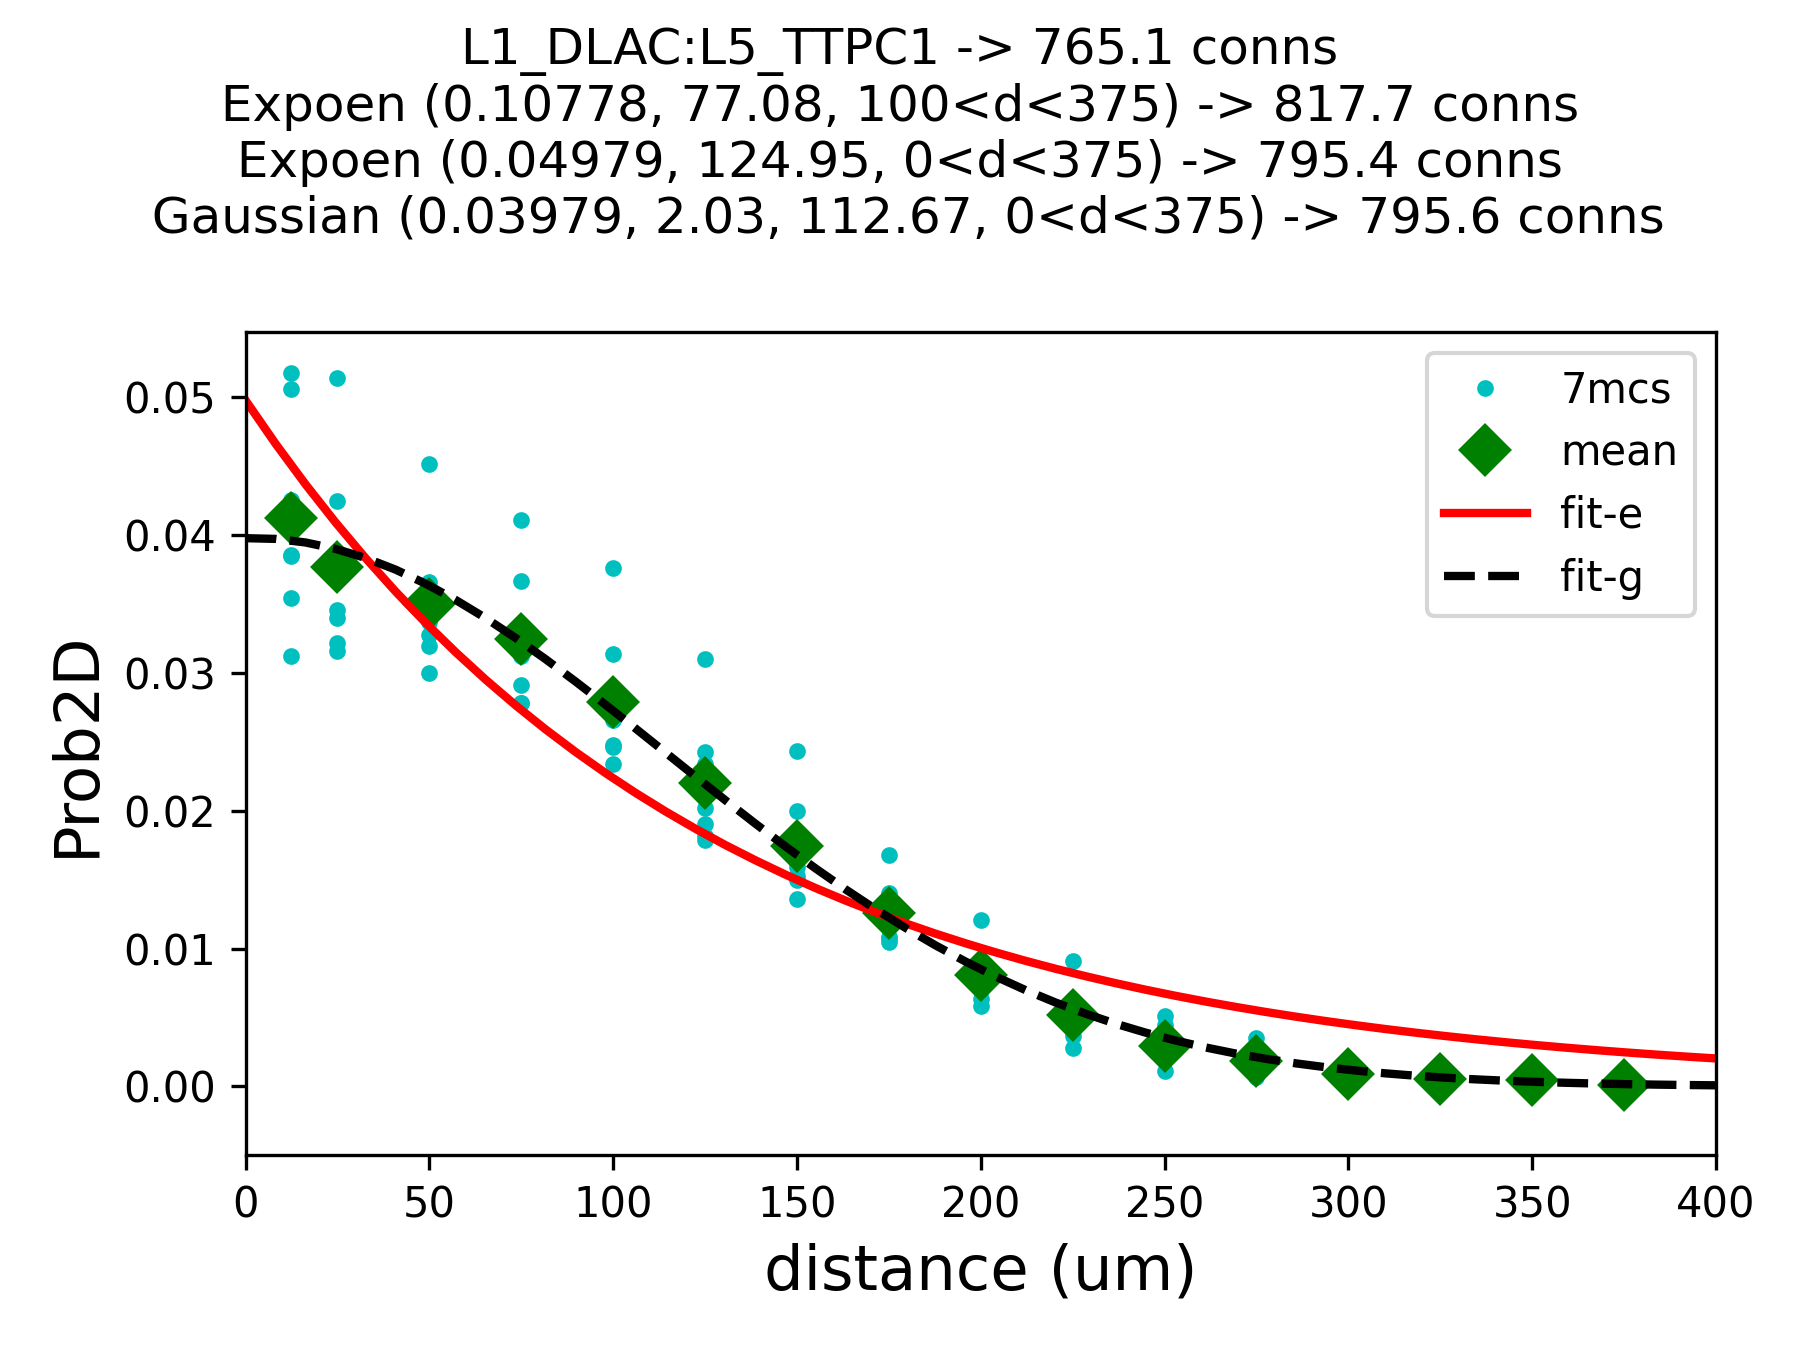 L1_DLAC:L5_TTPC1 -> 765.1 conns
Expoen (0.10778, 77.08, 100<d<375) -> 817.7 conns
Expoen (0.04979, 124.95, 0<d<375) -> 795.4 conns
Gaussian (0.03979, 2.03, 112.67, 0<d<375) -> 795.6 conns
7mcs
mean
fit-e
fit-g
0.05
0.04
0.03
0.02
0.01
0.00
Prob2D
0 50 100 150 200 250 300 350 400
distance (um)